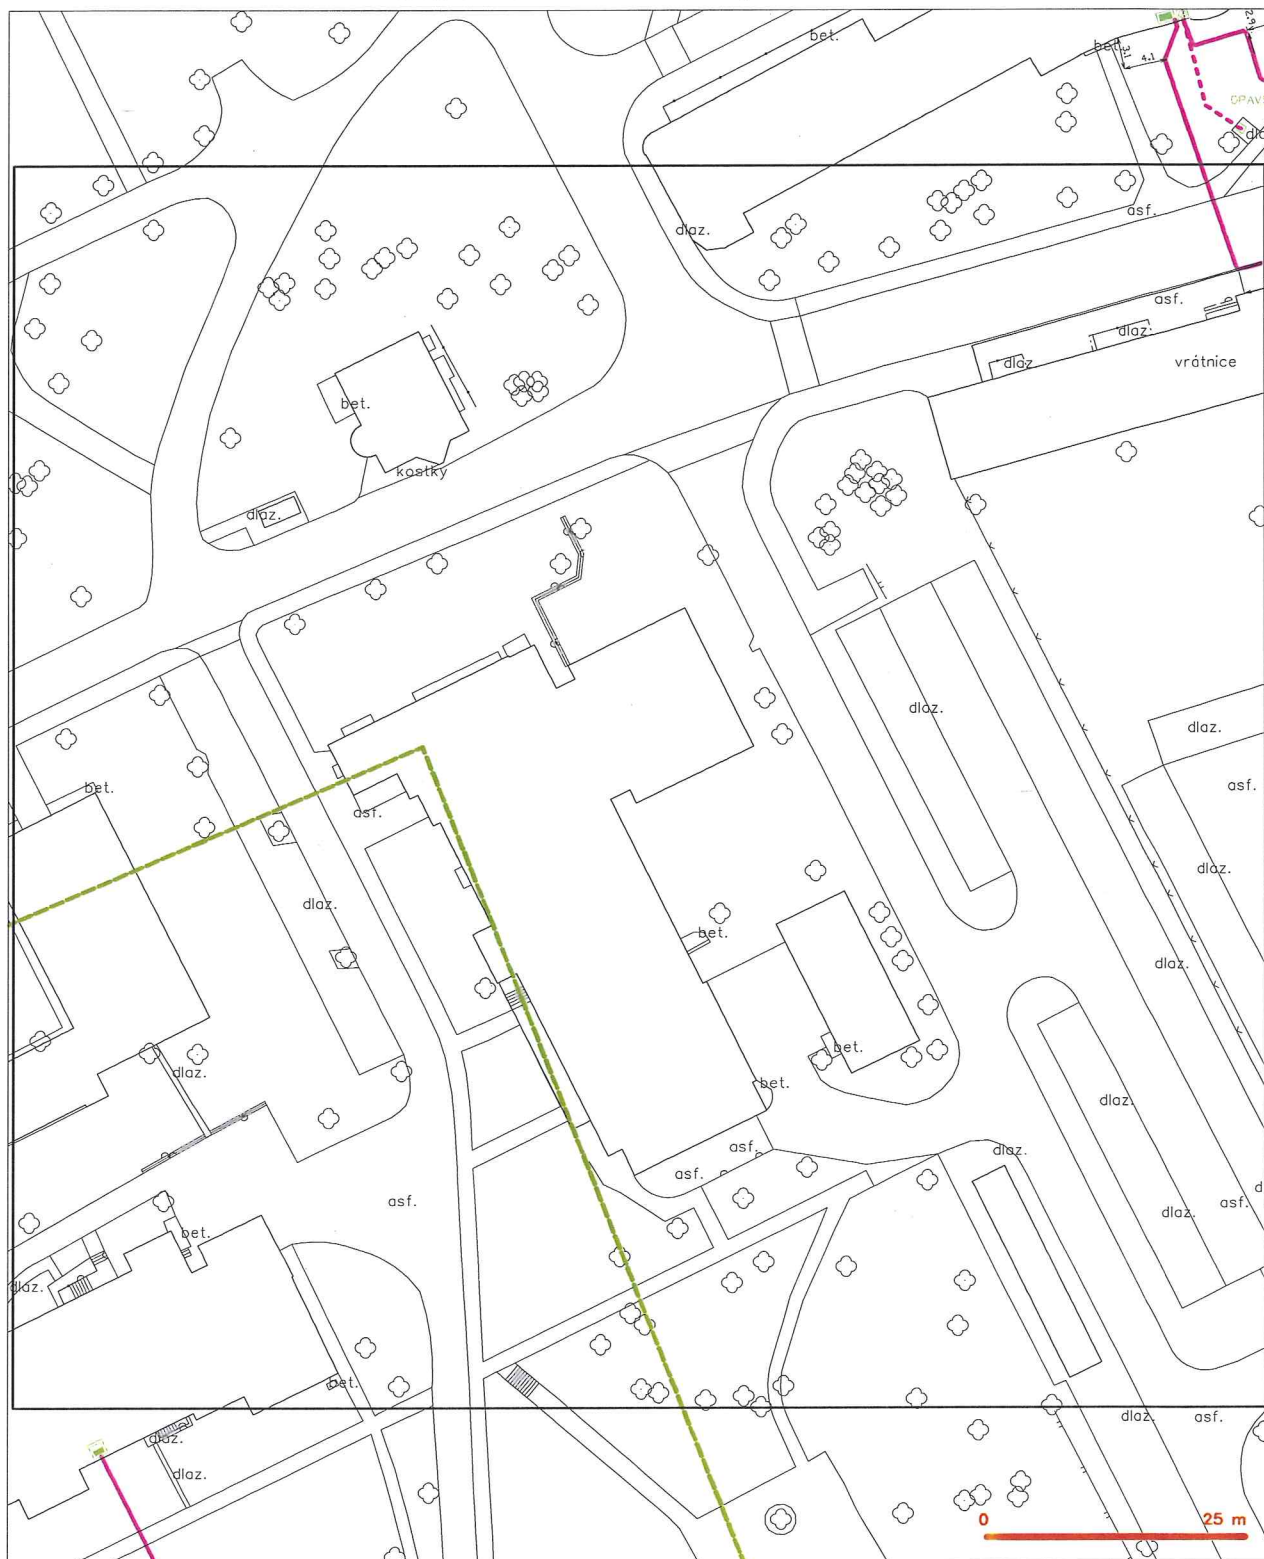 bet.
bet.
3.1
4.1
2.9
dlaz.
asf.
asf.
dlaz.
dlaz.
vrátnice
bet.
kostky
dlaz.
dlaz.
dlaz.
bet.
asf.
asf.
dlaz.
dlaz.
bet.
dlaz.
bet.
dlaz.
bet.
dlaz.
asf.
dlaz.
asf.
asf.
dlaz.
asf.
bet.
dlaz.
bet.
dlaz.
asf.
dlaz.
dlaz.
0 25 m